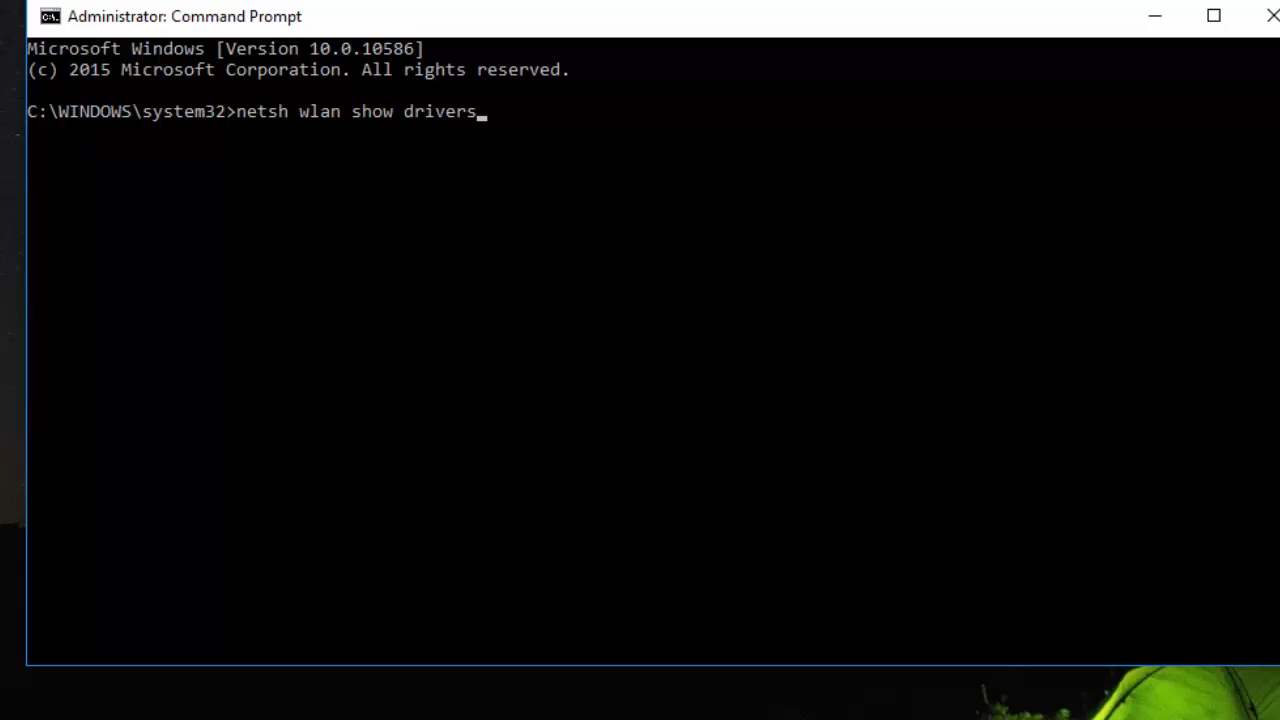 Administrator: Command Prompt
Microsoft Windows [Version 10.0.10586]
(c) 2015 Microsoft Corporation. All rights reserved.
C:\WINDOWS\system32>netsh wlan show drivers